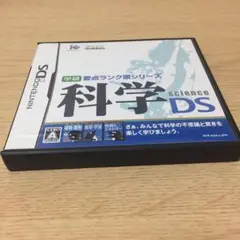 NINTENDO DS
学研 要点ランク順シリーズ
科学DS
science
A
さぁ、みんなで科学の不思議と驚きを
楽しく学びましょう。